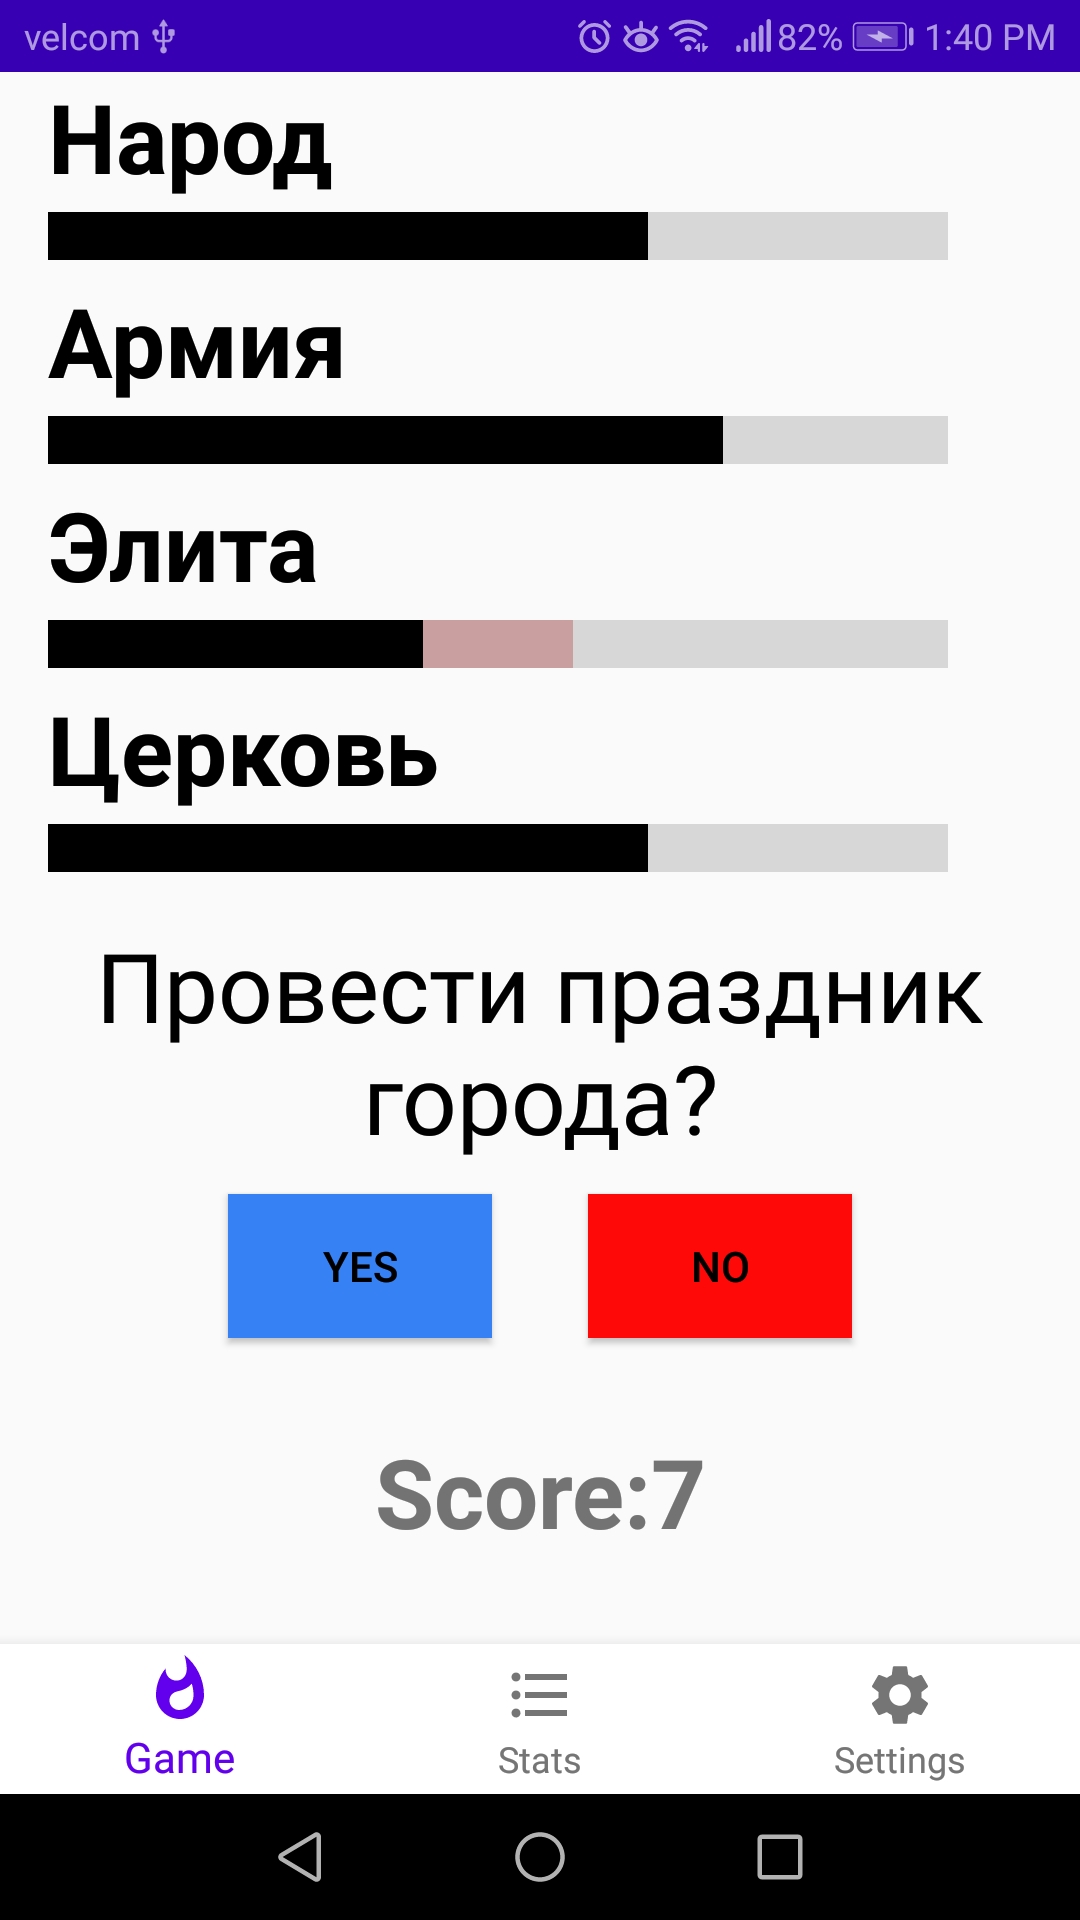 velcom 82% 1:40 PM
Народ
Армия
Элита
Церковь
Провести праздник
города?
YES NO
Score:7
Game Stats Settings